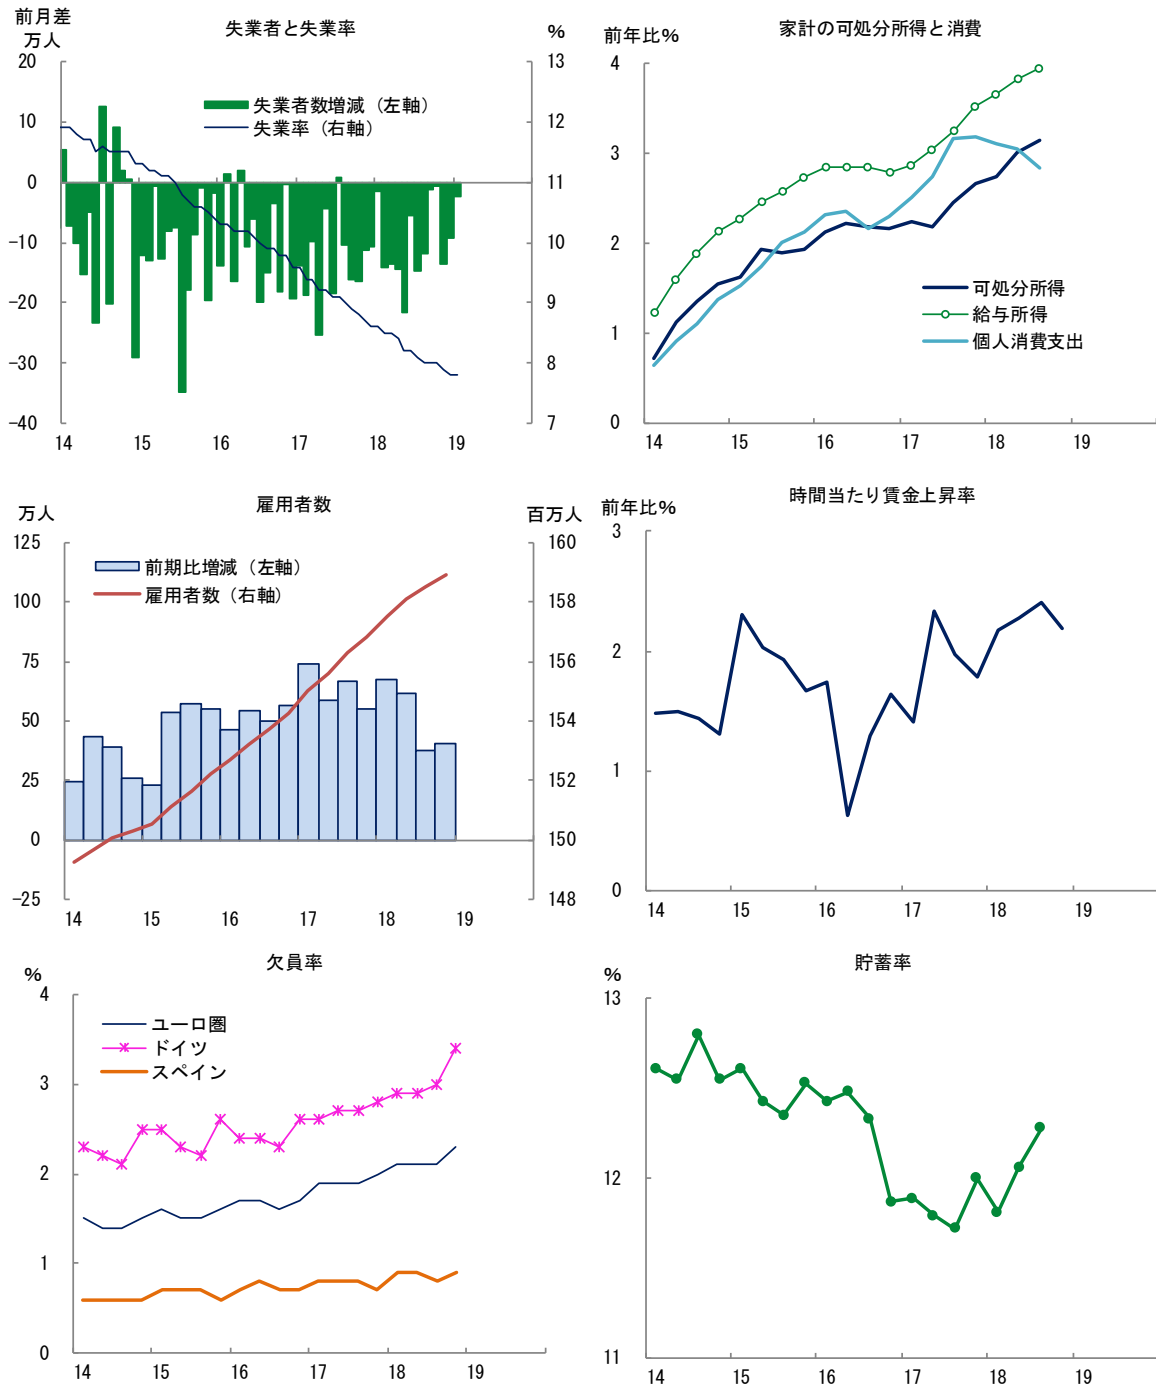 失業者と失業率
前月差
万人
%
20
10
0
-10
-20
-30
-40
13
12
11
10
9
8
7
失業者数増減（左軸）
失業率（右軸）
14 15 16 17 18 19
家計の可処分所得と消費
前年比%
4
3
2
1
0
可処分所得
給与所得
個人消費支出
14 15 16 17 18 19
雇用者数
万人
百万人
125
100
75
50
25
0
-25
160
158
156
154
152
150
148
前期比増減（左軸）
雇用者数（右軸）
14 15 16 17 18 19
時間当たり賃金上昇率
前年比%
3
2
1
0
14 15 16 17 18 19
欠員率
%
4
3
2
1
0
ユーロ圏
ドイツ
スペイン
14 15 16 17 18 19
貯蓄率
%
13
12
11
14 15 16 17 18 19